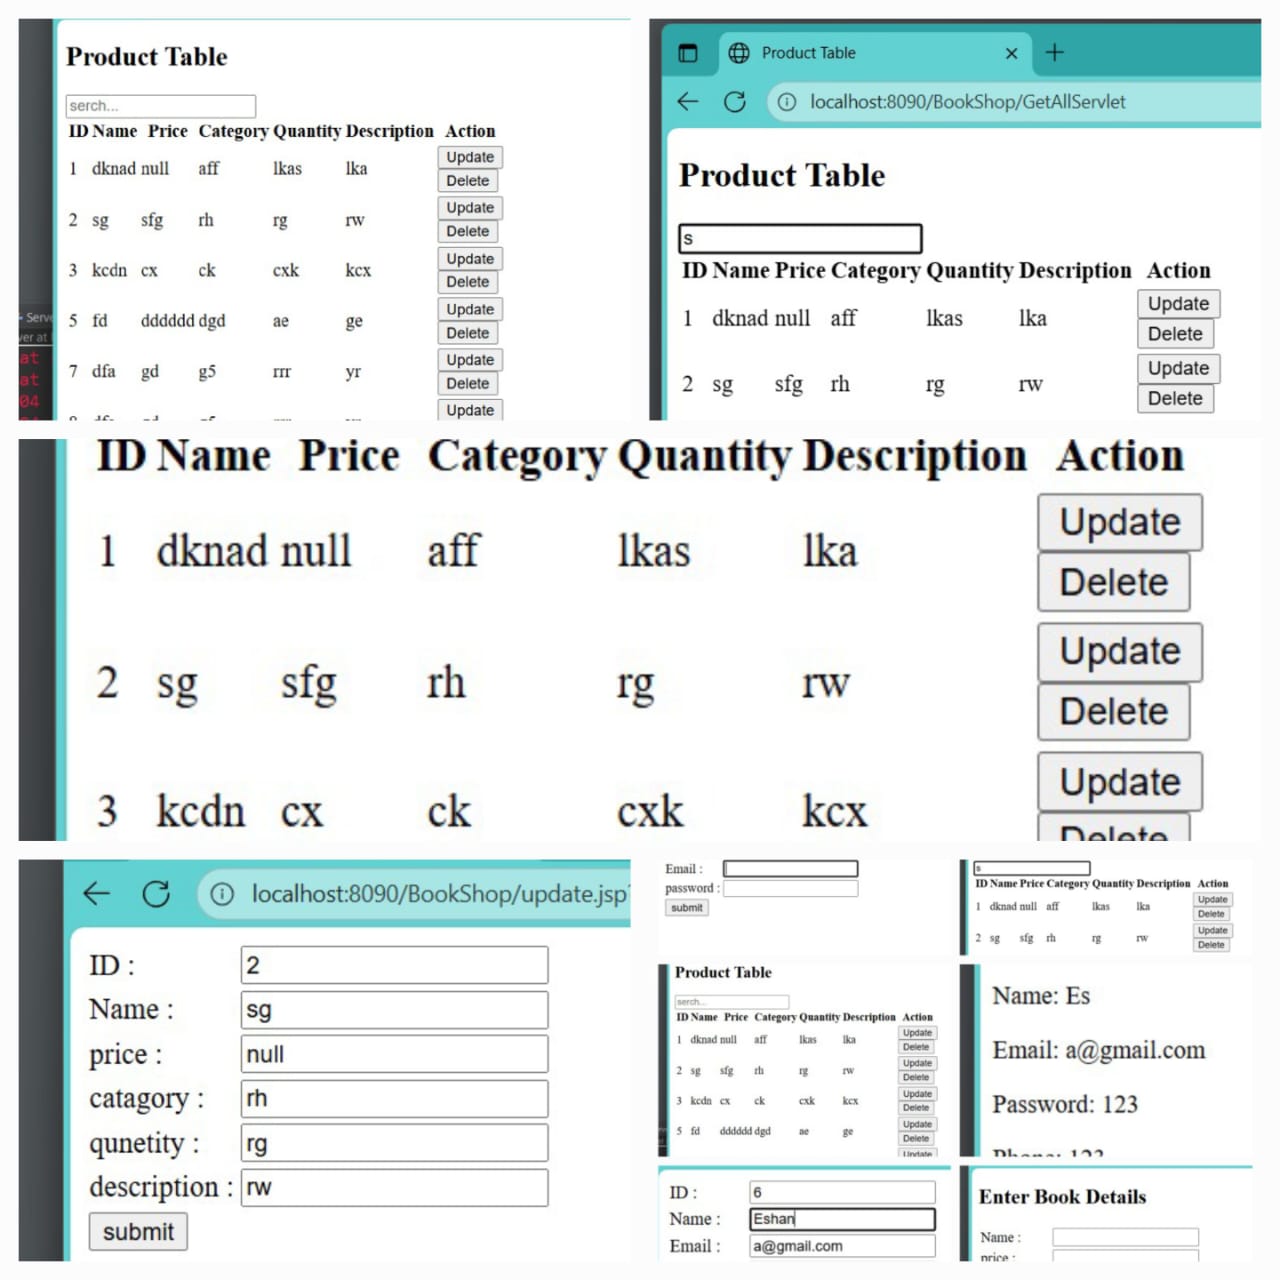 Product Table
serch...
ID Name Price Category Quantity Description Action
1 dknad null aff lkas lka Update
Delete
2 sg sfg rh rg rw Update
Delete
3 kcdn cx ck cxk kcx Update
Delete
5 fd dddddd dgd ae ge Update
Delete
7 dfa gd g5 rrr yr Update
Delete
Update
Serve
ver at
at
at
04
Product Table
localhost:8090/BookShop/GetAllServlet
Product Table
s
ID Name Price Category Quantity Description Action
1 dknad null aff lkas lka Update
Delete
2 sg sfg rh rg rw Update
Delete
ID Name Price Category Quantity Description Action
1 dknad null aff lkas lka Update
Delete
2 sg sfg rh rg rw Update
Delete
3 kcdn cx ck cxk kcx Update
Delete
localhost:8090/BookShop/update.jsp
ID : 2
Name : sg
price : null
catagory : rh
qunetity : rg
description : rw
submit
Email :
password :
submit
s
ID Name Price Category Quantity Description Action
1 dknad null aff lkas lka Update
Delete
2 sg sfg rh rg rw Update
Delete
Product Table
serch...
ID Name Price Category Quantity Description Action
1 dknad null aff lkas lka Update
Delete
2 sg sfg rh rg rw Update
Delete
3 kcdn cx ck cxk kcx Update
Delete
5 fd dddddd dgd ae ge Update
Delete
Update
Name: Es
Email: a@gmail.com
Password: 123
Phone: 123
ID : 6
Name : Eshan
Email : a@gmail.com
Enter Book Details
Name :
price :